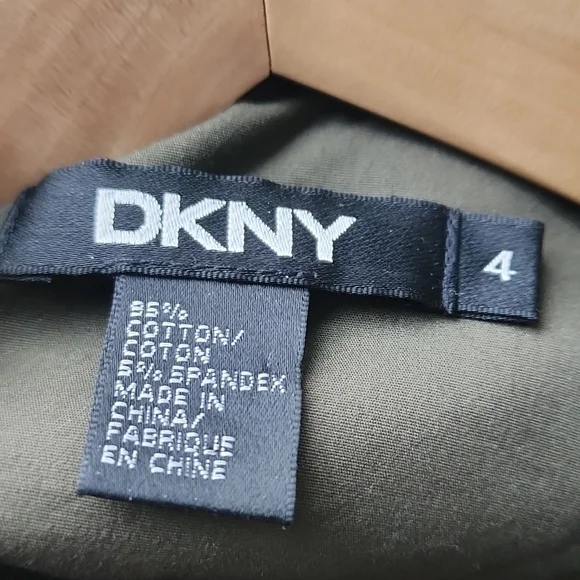 DKNY
4
95%
COTTON/
COTON
5% SPANDEX
MADE IN
CHINA/
FABRIQUE
EN CHINE